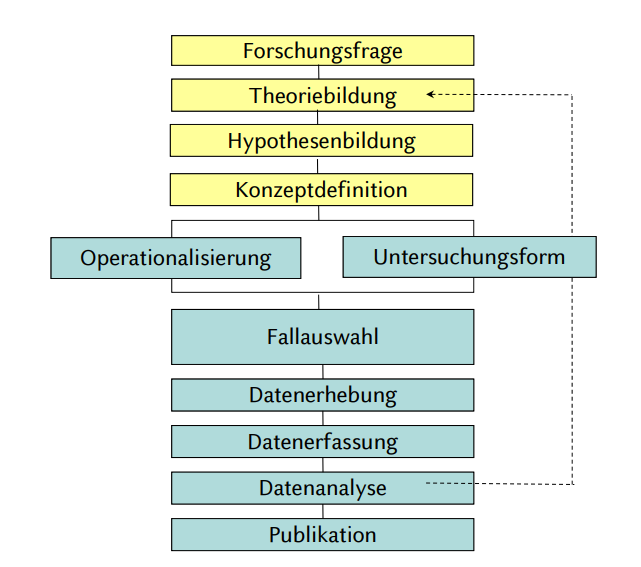 Forschungsfrage
Theoriebildung
Hypothesenbildung
Konzeptdefinition
Operationalisierung
Untersuchungsform
Fallauswahl
Datenerhebung
Datenerfassung
Datenanalyse
Publikation